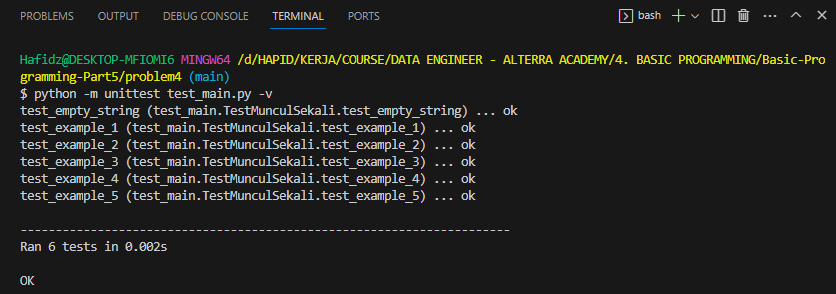 PROBLEMS OUTPUT DEBUG CONSOLE TERMINAL PORTS
bash
Hafidz@DESKTOP-MFIOMI6 MINGW64 /d/HAPID/KERJA/COURSE/DATA ENGINEER - ALTERRA ACADEMY/4. BASIC PROGRAMMING/Basic-Pro
gramming-Part5/problem4 (main)
$ python -m unittest test_main.py -v
test_empty_string (test_main.TestMunculSekali.test_empty_string) ... ok
test_example_1 (test_main.TestMunculSekali.test_example_1) ... ok
test_example_2 (test_main.TestMunculSekali.test_example_2) ... ok
test_example_3 (test_main.TestMunculSekali.test_example_3) ... ok
test_example_4 (test_main.TestMunculSekali.test_example_4) ... ok
test_example_5 (test_main.TestMunculSekali.test_example_5) ... ok
----------------------------------------------------------------------
Ran 6 tests in 0.002s
OK